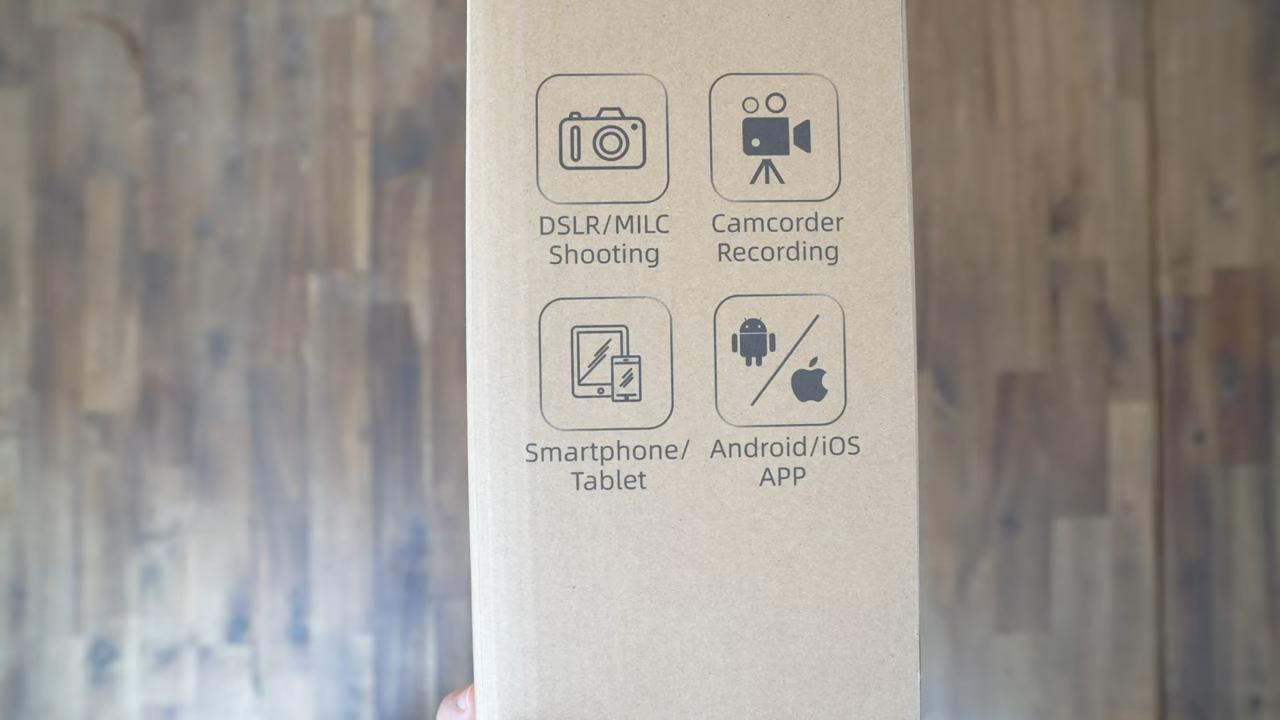 DSLR/MILC
Shooting
Camcorder
Recording
Smartphone/
Tablet
Android/iOS
APP